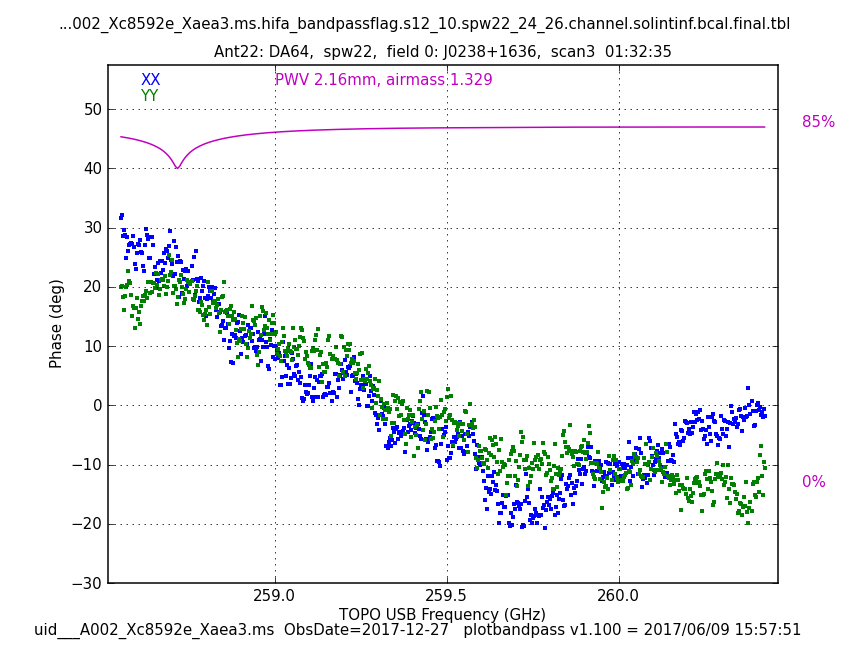 ...002_Xc8592e_Xaea3.ms.hifa_bandpassflag.s12_10.spw22_24_26.channel.solintinf.bcal.final.tbl
Ant22: DA64,  spw22,  field 0: J0238+1636,  scan3  01:32:35
XX
PWV 2.16mm, airmass 1.329
YY
85%
0%
50
40
30
20
10
0
−10
−20
−30
Phase (deg)
259.0
259.5
260.0
TOPO USB Frequency (GHz)
uid___A002_Xc8592e_Xaea3.ms  ObsDate=2017-12-27   plotbandpass v1.100 = 2017/06/09 15:57:51